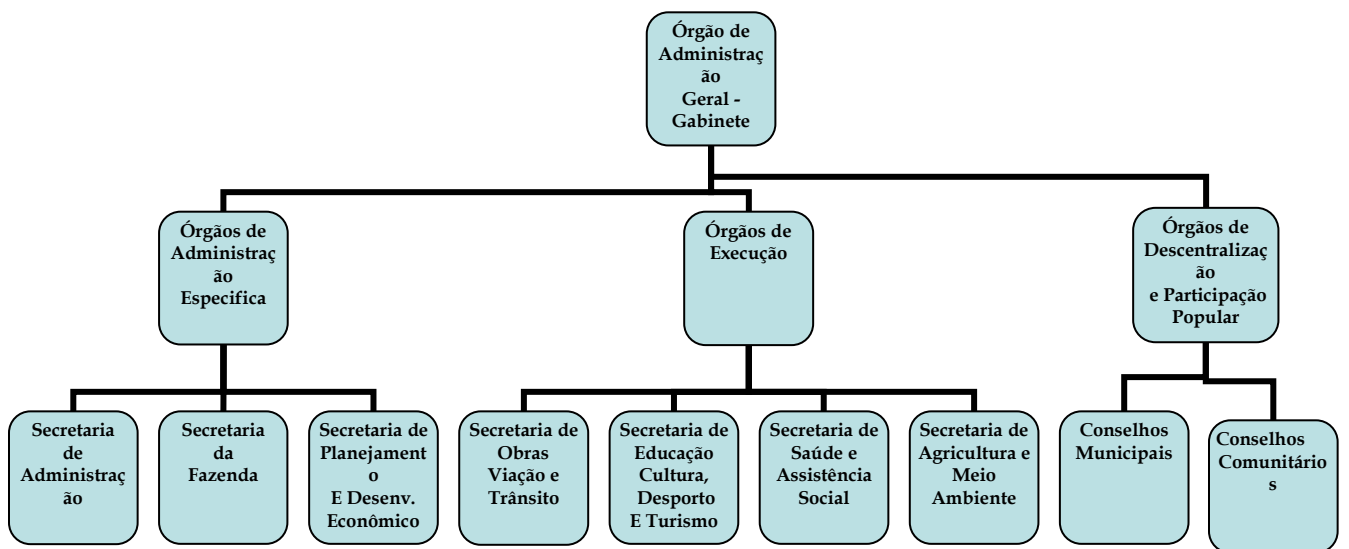 Órgão de
Administraç
ão
Geral -
Gabinete
Órgãos de
Administraç
ão
Especifica
Órgãos de
Execução
Órgãos de
Descentralizaç
ão
e Participação
Popular
Secretaria
de
Administraç
ão
Secretaria
da
Fazenda
Secretaria de
Planejament
o
E Desenv.
Econômico
Secretaria de
Obras
Viação e
Trânsito
Secretaria de
Educação
Cultura,
Desporto
E Turismo
Secretaria de
Saúde e
Assistência
Social
Secretaria de
Agricultura e
Meio
Ambiente
Conselhos
Municipais
Conselhos
Comunitário
s